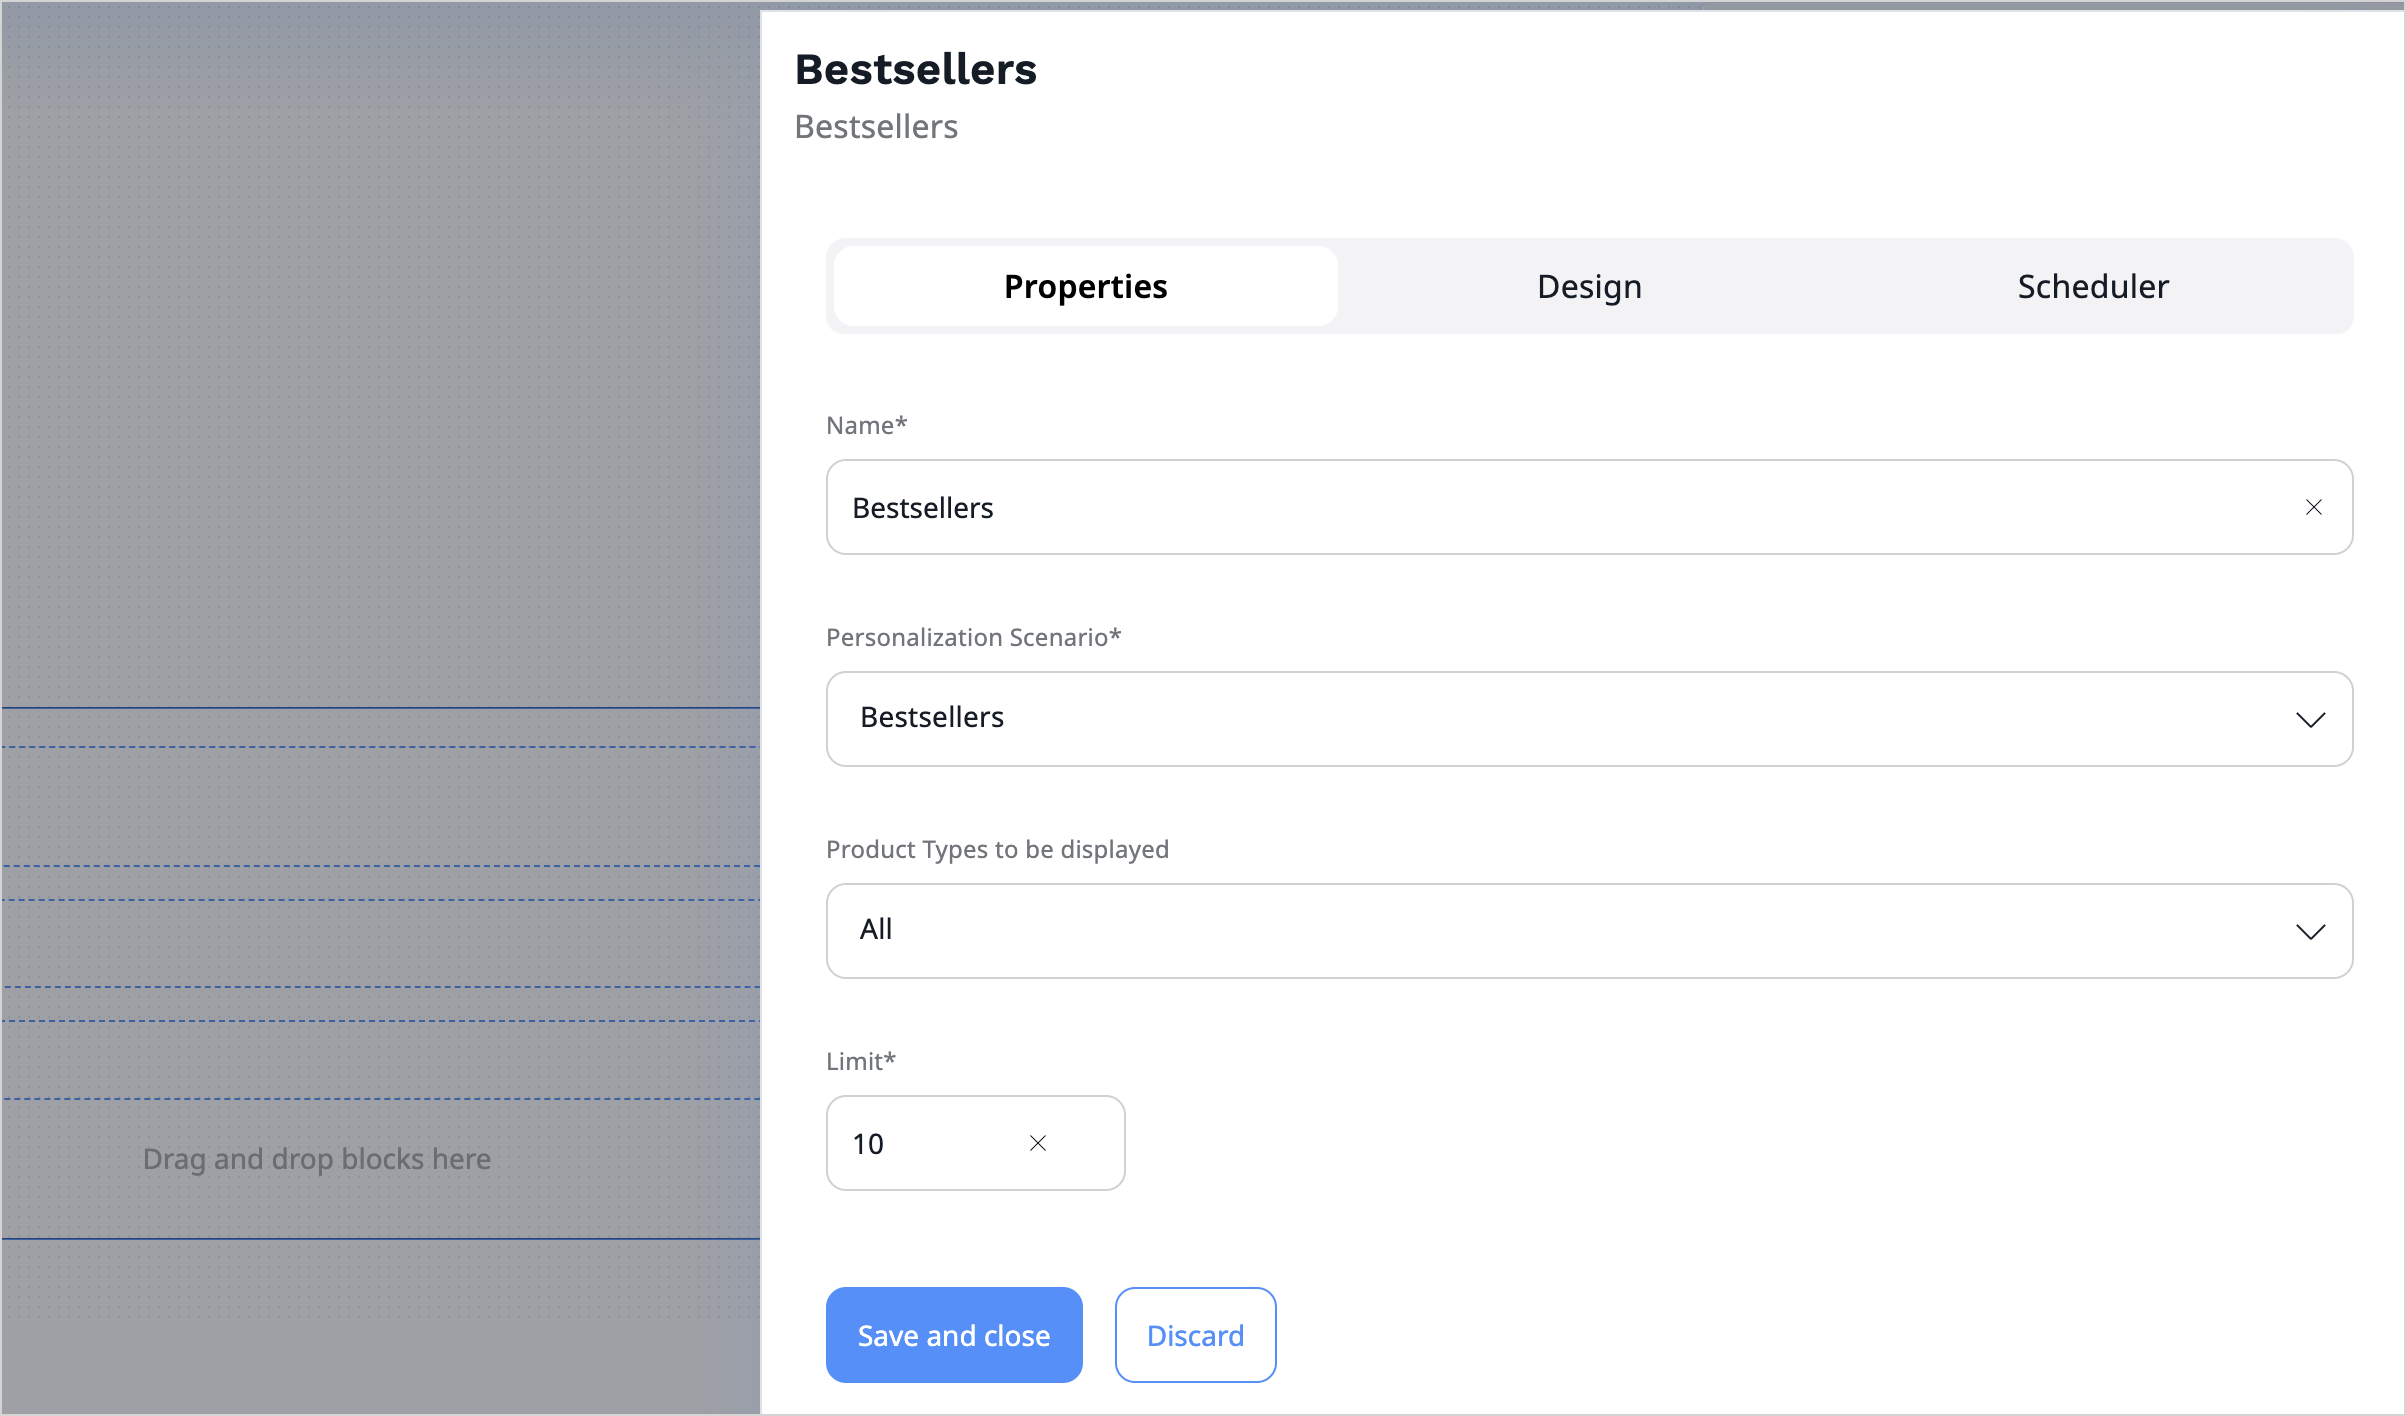 Bestsellers
Bestsellers
Properties
Design
Scheduler
Name*
Bestsellers
Personalization Scenario*
Bestsellers
Product Types to be displayed
All
Limit*
10
Drag and drop blocks here
Save and close
Discard